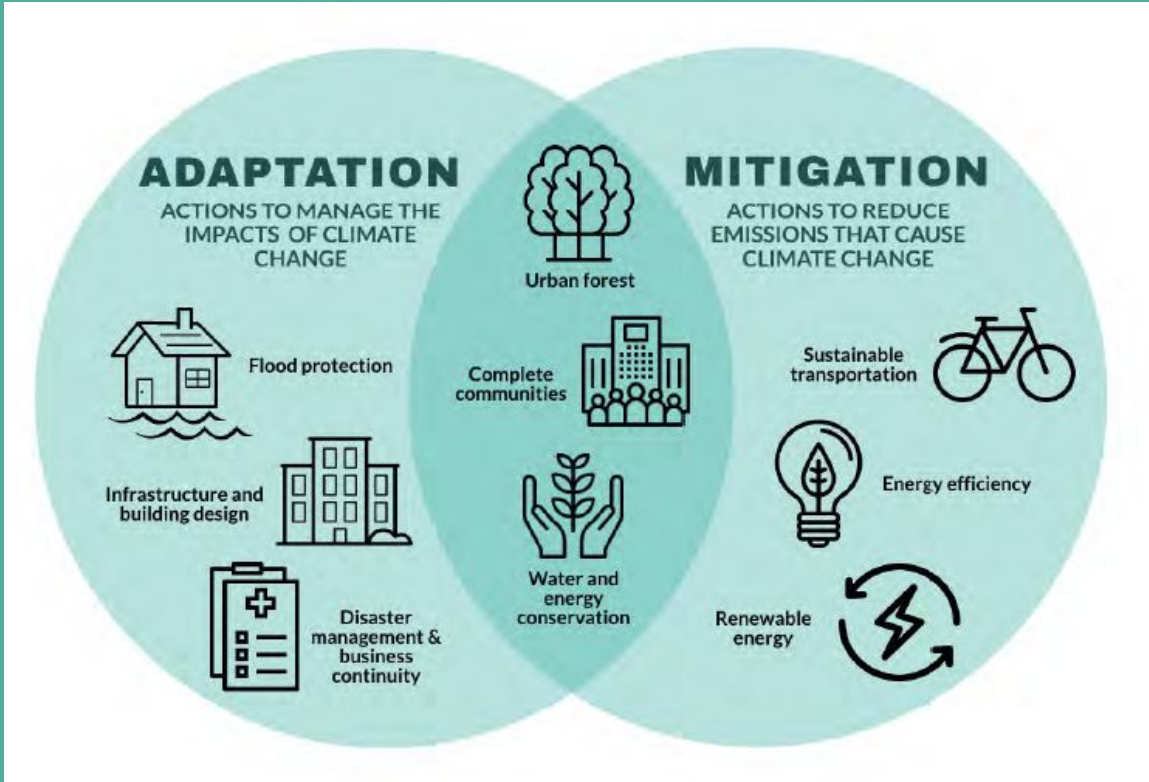 ADAPTATION
ACTIONS TO MANAGE THE
IMPACTS OF CLIMATE
CHANGE
Flood protection
Infrastructure and
building design
Disaster
management &
business
continuity
Urban forest
Complete
communities
Water and
energy
conservation
MITIGATION
ACTIONS TO REDUCE
EMISSIONS THAT CAUSE
CLIMATE CHANGE
Sustainable
transportation
Energy efficiency
Renewable
energy